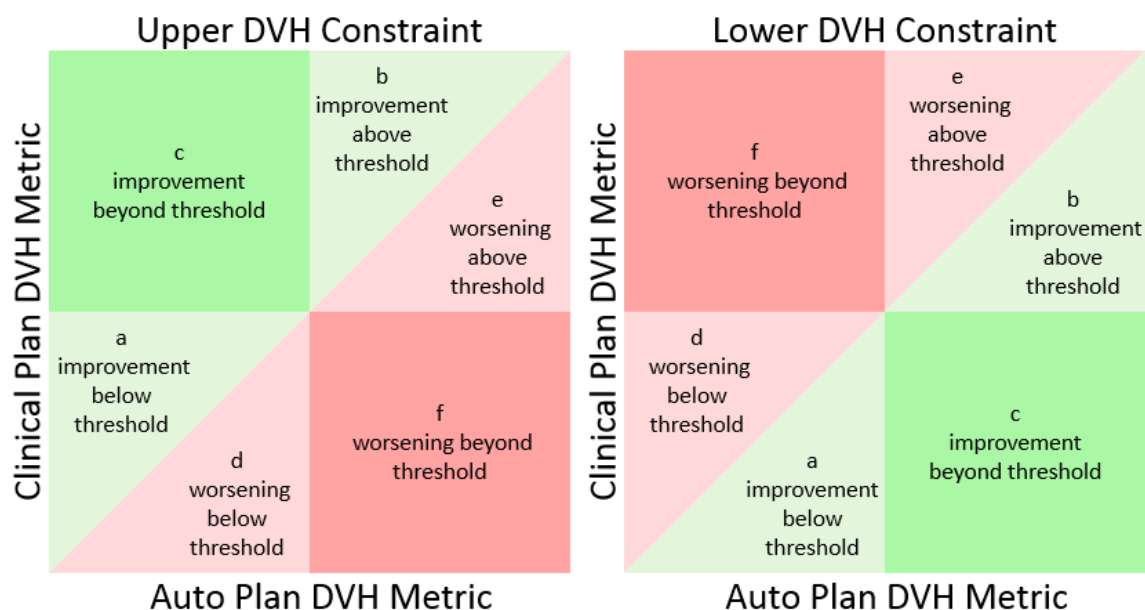 Upper DVH Constraint
Clinical Plan DVH Metric
b
improvement
above
threshold
c
improvement
beyond threshold
e
worsening
above
threshold
a
improvement
below
threshold
f
worsening beyond
threshold
d
worsening
below
threshold
Auto Plan DVH Metric
Lower DVH Constraint
Clinical Plan DVH Metric
e
worsening
above
threshold
f
worsening beyond
threshold
b
improvement
above
threshold
d
worsening
below
threshold
c
improvement
beyond threshold
a
improvement
below
threshold
Auto Plan DVH Metric